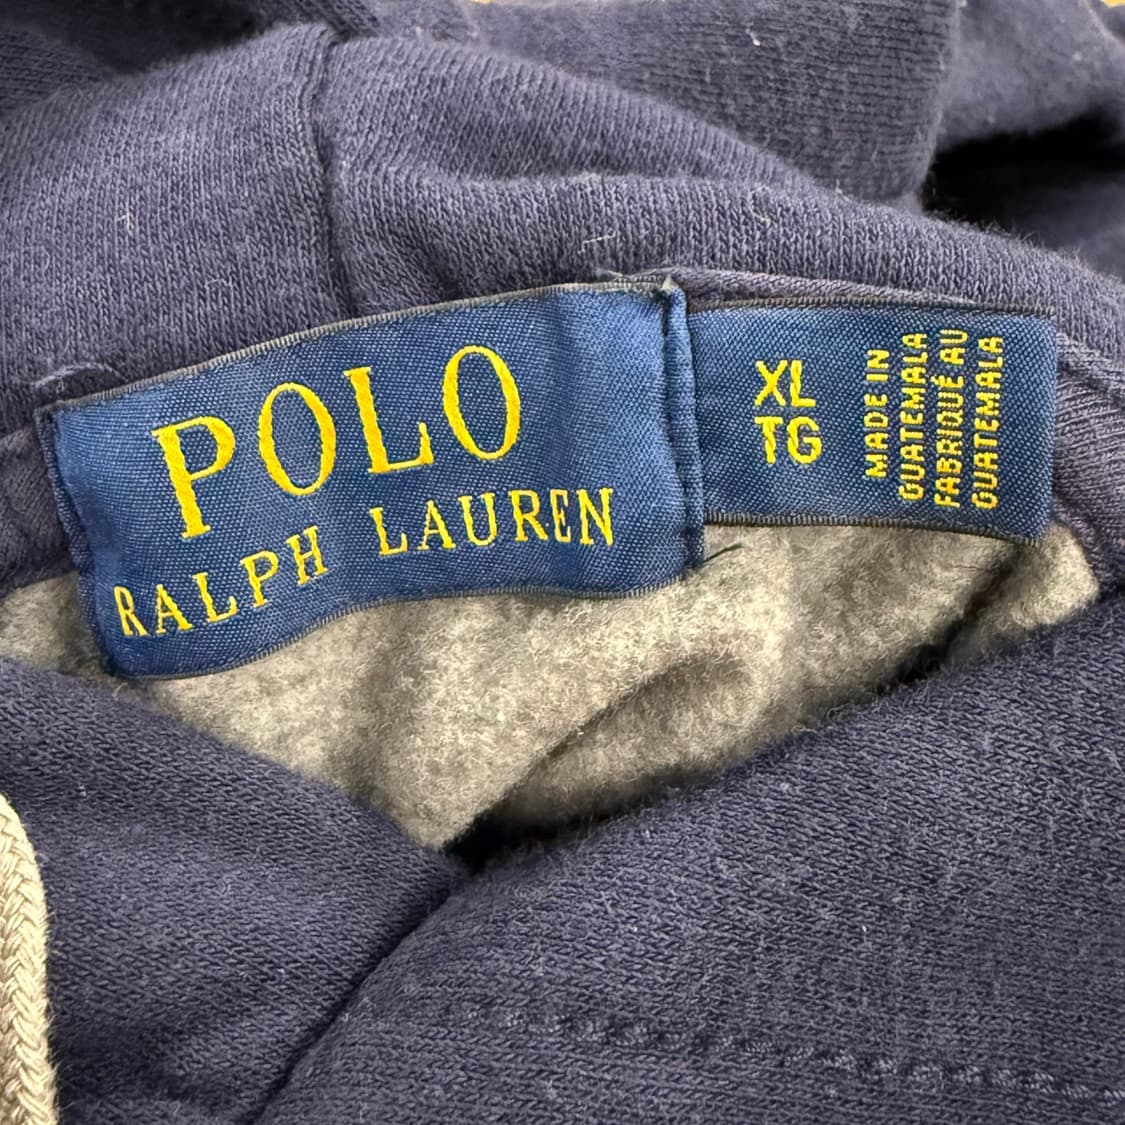 POLO
RALPH LAUREN
XL
TG
MADE IN
GUATEMALA
FABRIQUÉ AU
GUATEMALA